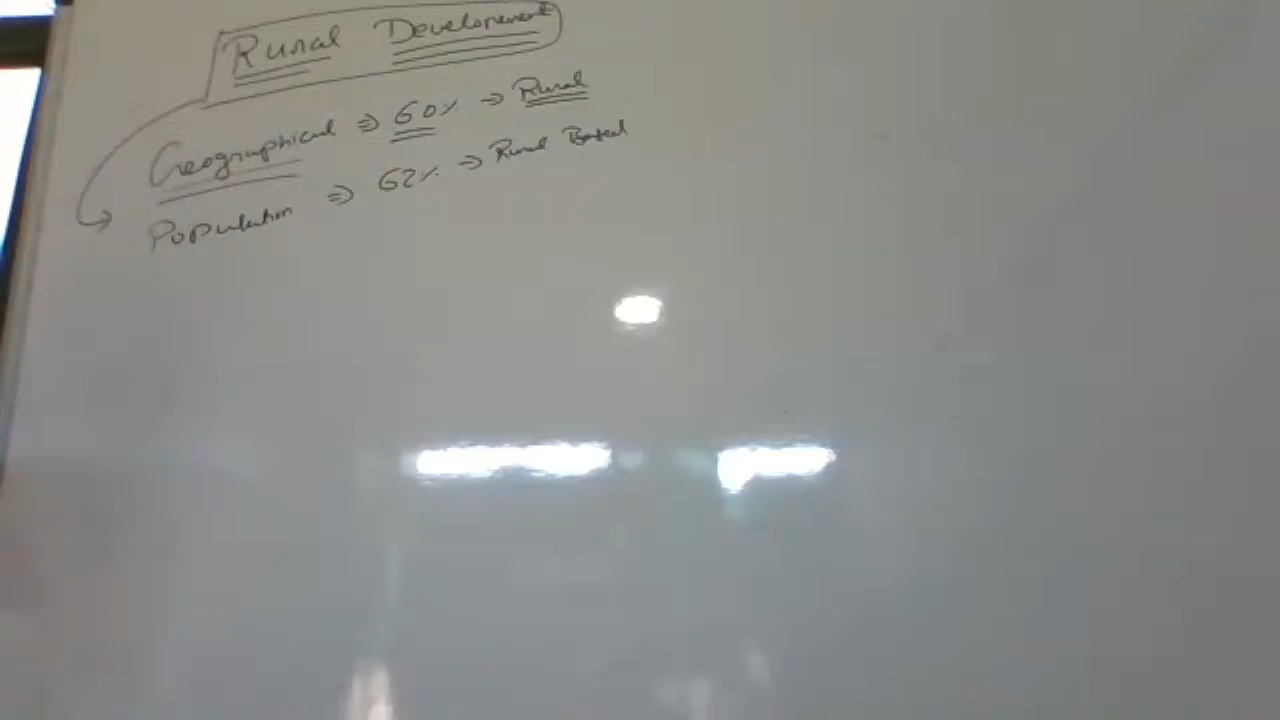 Rural Development
Geographical ⇒ 60% ⇒ Rural
Population ⇒ 62% ⇒ Rural Based